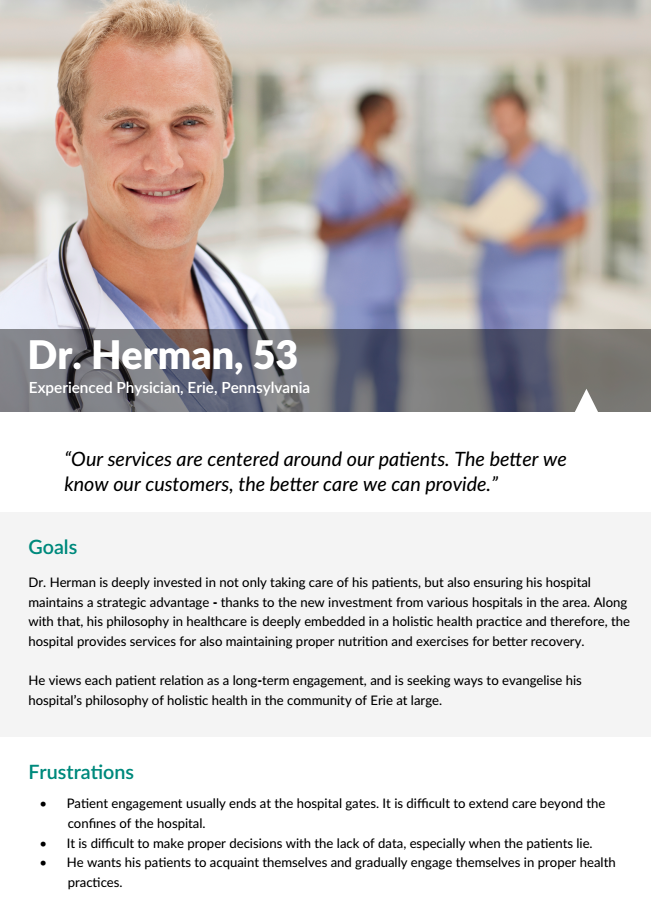 Dr. Herman, 53
Experienced Physician, Erie, Pennsylvania
“Our services are centered around our patients. The better we
know our customers, the better care we can provide.”
Goals
Dr. Herman is deeply invested in not only taking care of his patients, but also ensuring his hospital
maintains a strategic advantage - thanks to the new investment from various hospitals in the area. Along
with that, his philosophy in healthcare is deeply embedded in a holistic health practice and therefore, the
hospital provides services for also maintaining proper nutrition and exercises for better recovery.
He views each patient relation as a long-term engagement, and is seeking ways to evangelise his
hospital’s philosophy of holistic health in the community of Erie at large.
Frustrations
• Patient engagement usually ends at the hospital gates. It is difficult to extend care beyond the
confines of the hospital.
• It is difficult to make proper decisions with the lack of data, especially when the patients lie.
• He wants his patients to acquaint themselves and gradually engage themselves in proper health
practices.